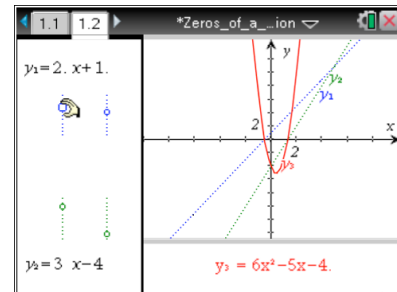 1.1 1.2 *Zeros_of_a_…ion
y₁=2. x+1.
y
y₂
y₁
x
2
2
y₃
y₂=3 x−4
y₃ = 6x²−5x−4.